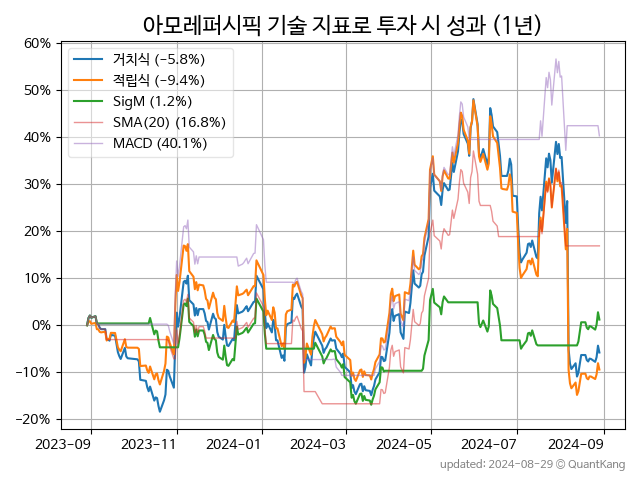 아모레퍼시픽 기술 지표로 투자 시 성과 (1년)
거치식 (−5.8%)
적립식 (−9.4%)
SigM (1.2%)
SMA(20) (16.8%)
MACD (40.1%)
60%
50%
40%
30%
20%
10%
0%
−10%
−20%
2023-09 2023-11 2024-01 2024-03 2024-05 2024-07 2024-09
updated: 2024-08-29 © QuantKang